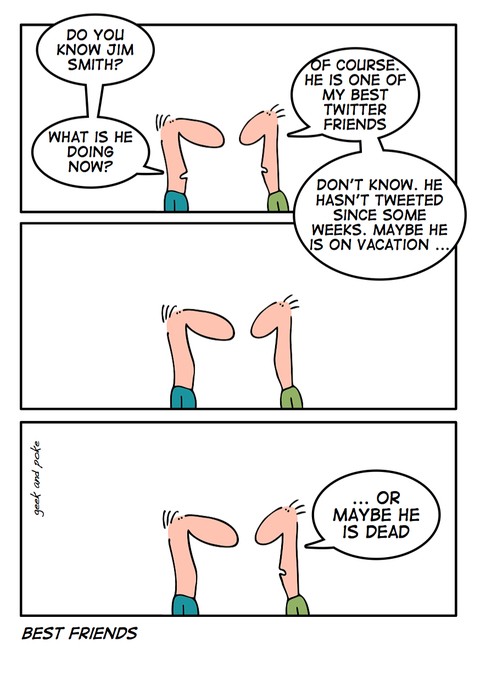 DO YOU
KNOW JIM
SMITH?
WHAT IS HE
DOING
NOW?
OF COURSE.
HE IS ONE OF
MY BEST
TWITTER
FRIENDS
DON'T KNOW. HE
HASN'T TWEETED
SINCE SOME
WEEKS. MAYBE HE
IS ON VACATION ...
geek and poke
... OR
MAYBE HE
IS DEAD
BEST FRIENDS